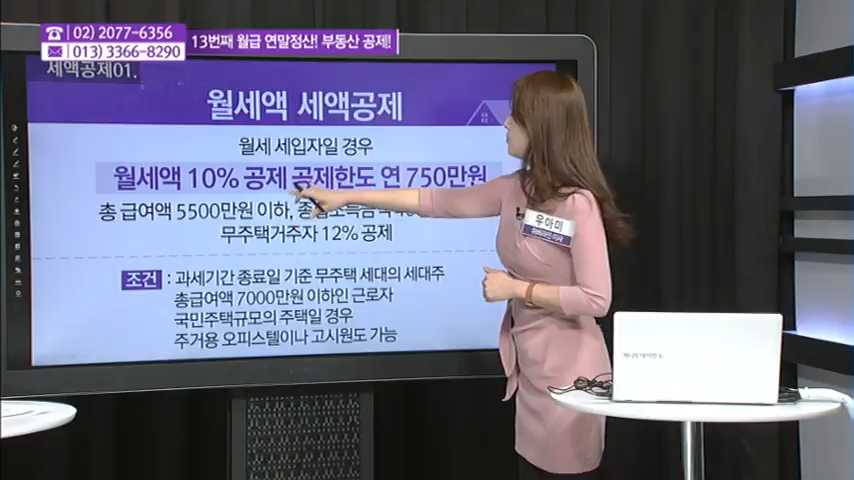 02) 2077-6356
013) 3366-8290
13번째 월급 연말정산! 부동산 공제!
세액공제01.
월세액 세액공제
월세 세입자일 경우
월세액 10% 공제 공제한도 연 750만원
총 급여액 5500만원 이하,
무주택거주자 12% 공제
조건 : 과세기간 종료일 기준 무주택 세대의 세대주
총급여액 7000만원 이하인 근로자
국민주택규모의 주택일 경우
주거용 오피스텔이나 고시원도 가능
우아미